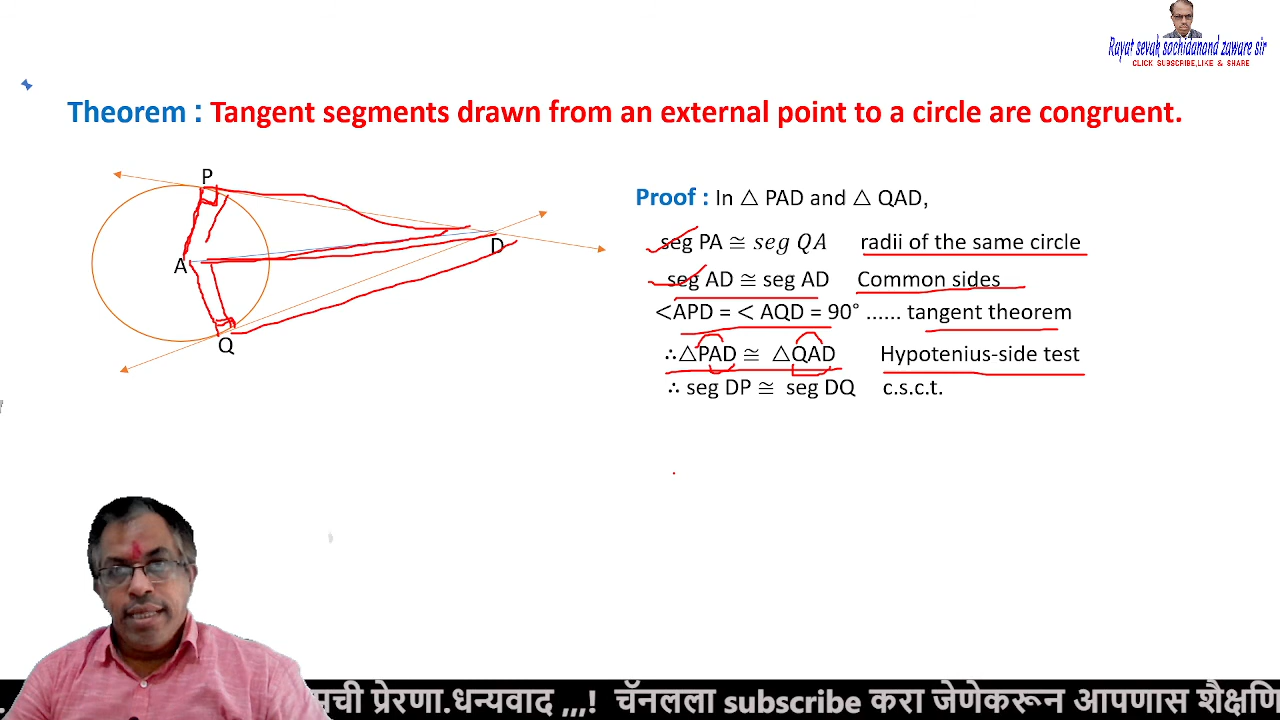 Rayat sevak sachidanand zaware sir
CLICK SUBSCRIBE,LIKE & SHARE
Theorem : Tangent segments drawn from an external point to a circle are congruent.
P
A
D
Q
Proof : In △ PAD and △ QAD,
seg PA ≅ seg QA radii of the same circle
seg AD ≅ seg AD Common sides
<APD = < AQD = 90° ...... tangent theorem
∴△PAD ≅ △QAD Hypotenius-side test
∴ seg DP ≅ seg DQ c.s.c.t.
प्रेरणा.धन्यवाद ,,,! चॅनलला subscribe करा जेणेकरून आपणास